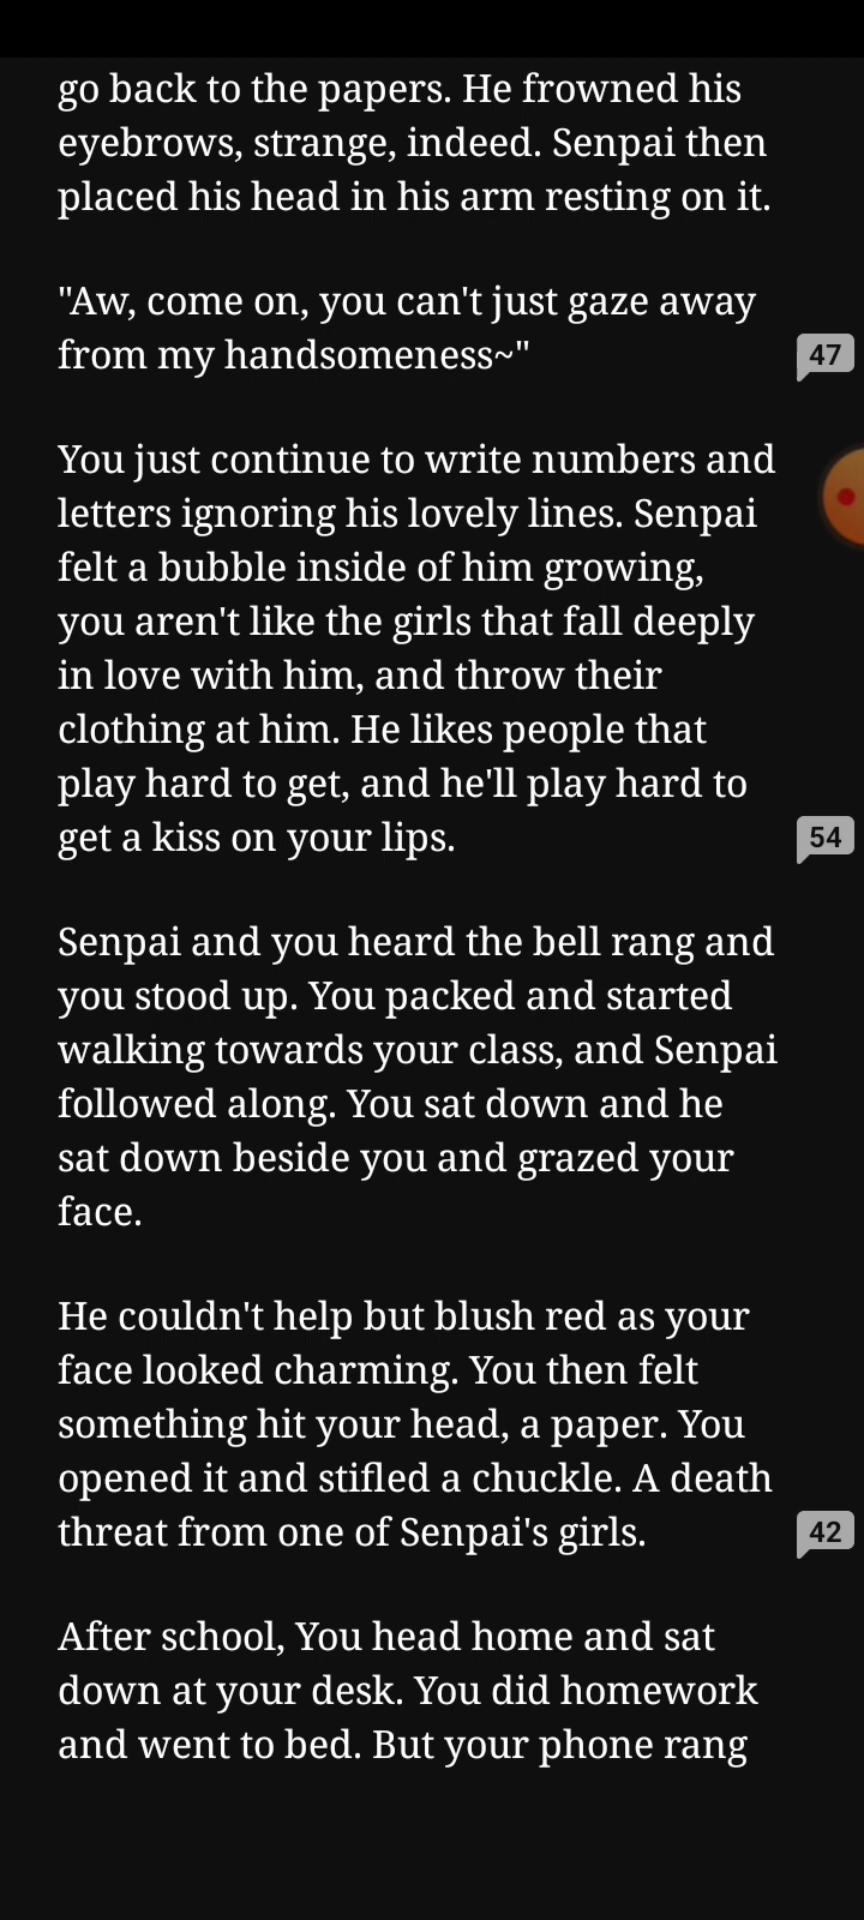 go back to the papers. He frowned his
eyebrows, strange, indeed. Senpai then
placed his head in his arm resting on it.
"Aw, come on, you can't just gaze away
from my handsomeness~"
47
You just continue to write numbers and
letters ignoring his lovely lines. Senpai
felt a bubble inside of him growing,
you aren't like the girls that fall deeply
in love with him, and throw their
clothing at him. He likes people that
play hard to get, and he'll play hard to
get a kiss on your lips.
54
Senpai and you heard the bell rang and
you stood up. You packed and started
walking towards your class, and Senpai
followed along. You sat down and he
sat down beside you and grazed your
face.
He couldn't help but blush red as your
face looked charming. You then felt
something hit your head, a paper. You
opened it and stifled a chuckle. A death
threat from one of Senpai's girls.
42
After school, You head home and sat
down at your desk. You did homework
and went to bed. But your phone rang